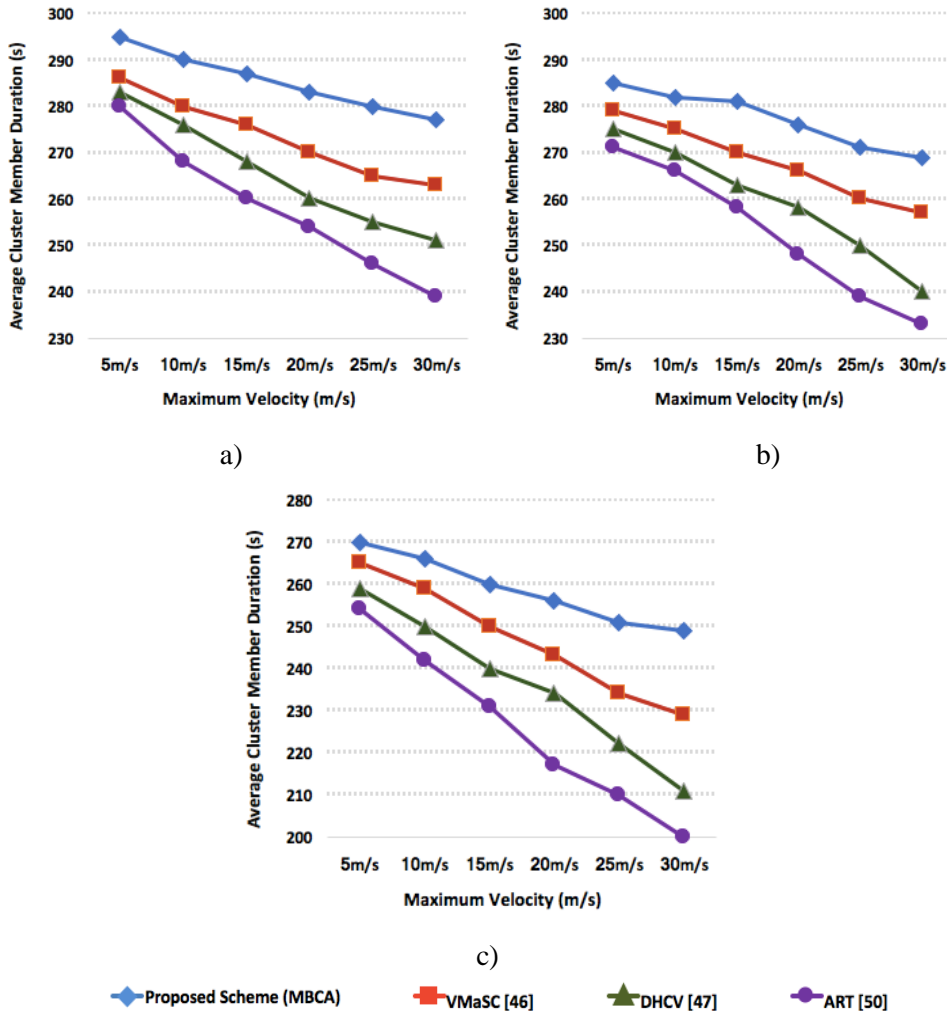 300
290
280
270
260
250
240
230
Average Cluster Member Duration (s)
5m/s 10m/s 15m/s 20m/s 25m/s 30m/s
Maximum Velocity (m/s)
a)
300
290
280
270
260
250
240
230
Average Cluster Member Duration (s)
5m/s 10m/s 15m/s 20m/s 25m/s 30m/s
Maximum Velocity (m/s)
b)
280
270
260
250
240
230
220
210
200
Average Cluster Member Duration (s)
5m/s 10m/s 15m/s 20m/s 25m/s 30m/s
Maximum Velocity (m/s)
c)
Proposed Scheme (MBCA) VMaSC [46] DHCV [47] ART [50]